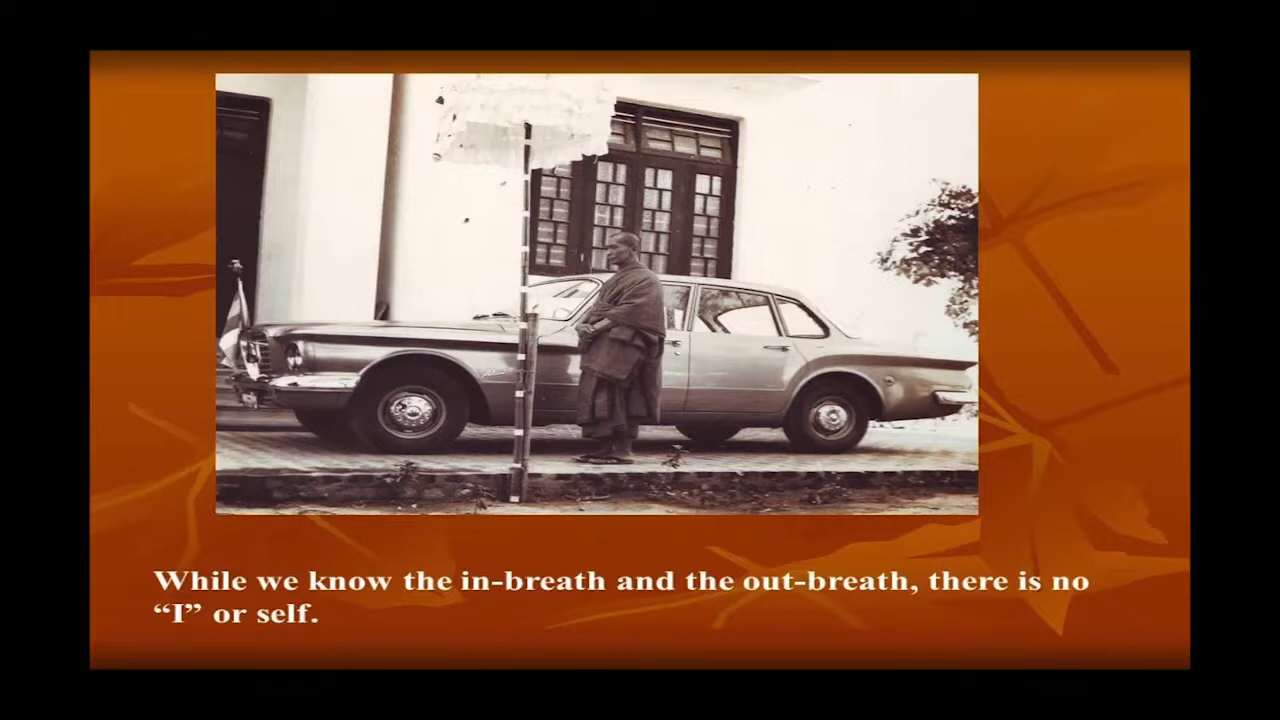 While we know the in-breath and the out-breath, there is no
“I” or self.